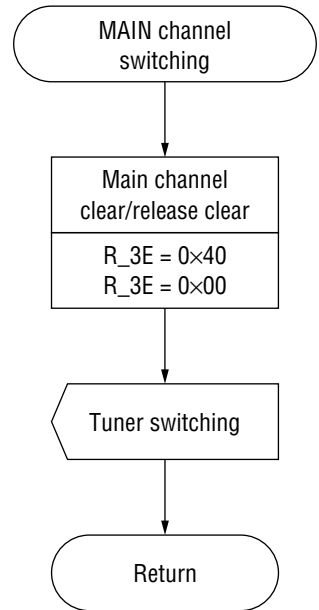 MAIN channel
switching
Main channel
clear/release clear
R_3E = 0×40
R_3E = 0×00
Tuner switching
Return